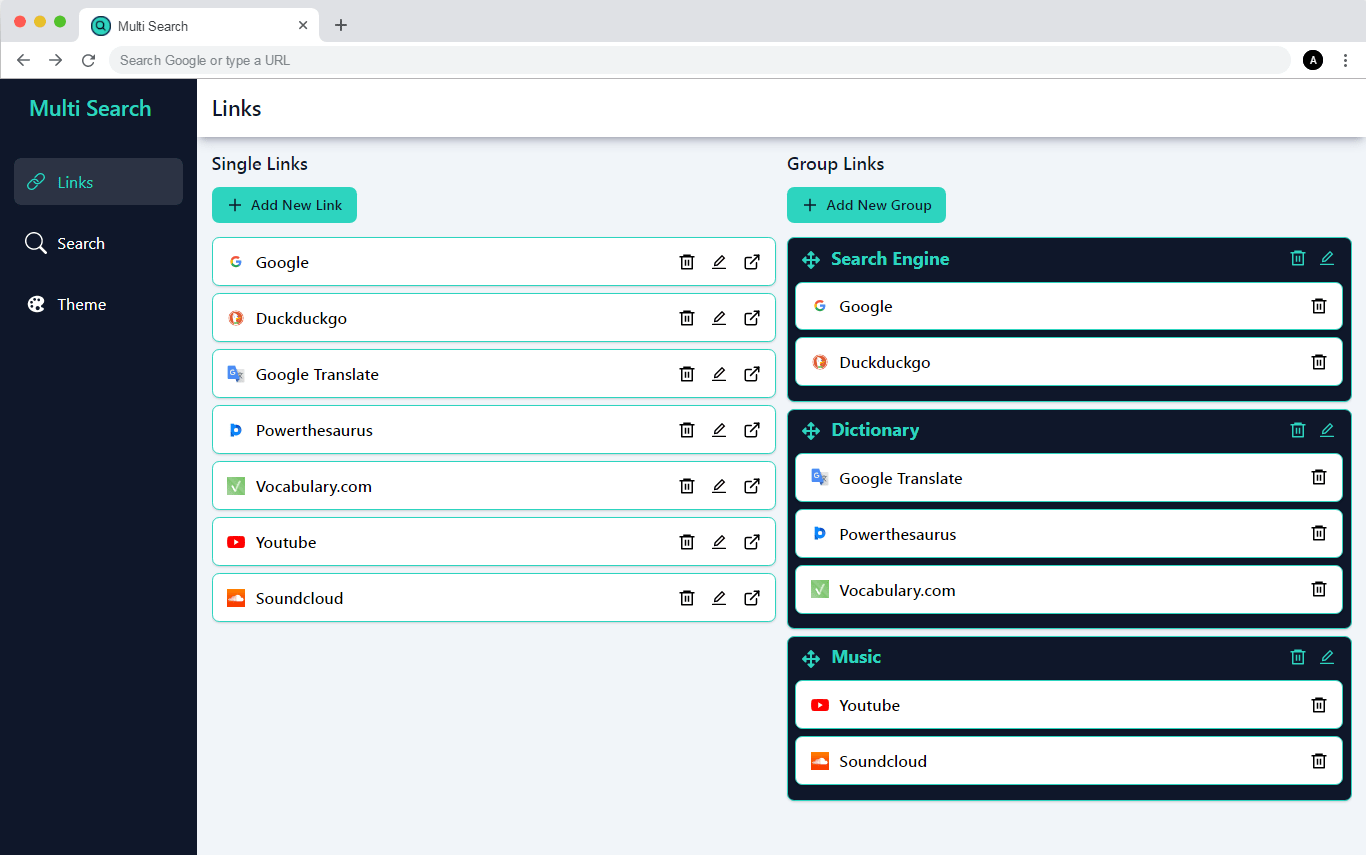 Multi Search
Search Google or type a URL
A
Multi Search
Links
Search
Theme
Links
Single Links
Add New Link
Google
Duckduckgo
Google Translate
Powerthesaurus
Vocabulary.com
Youtube
Soundcloud
Group Links
Add New Group
Search Engine
Google
Duckduckgo
Dictionary
Google Translate
Powerthesaurus
Vocabulary.com
Music
Youtube
Soundcloud